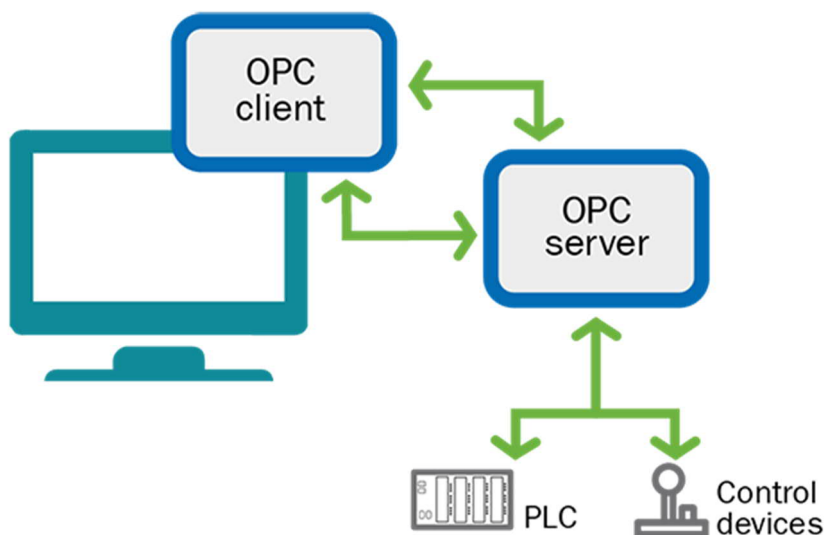 OPC
client
OPC
server
PLC
Control
devices